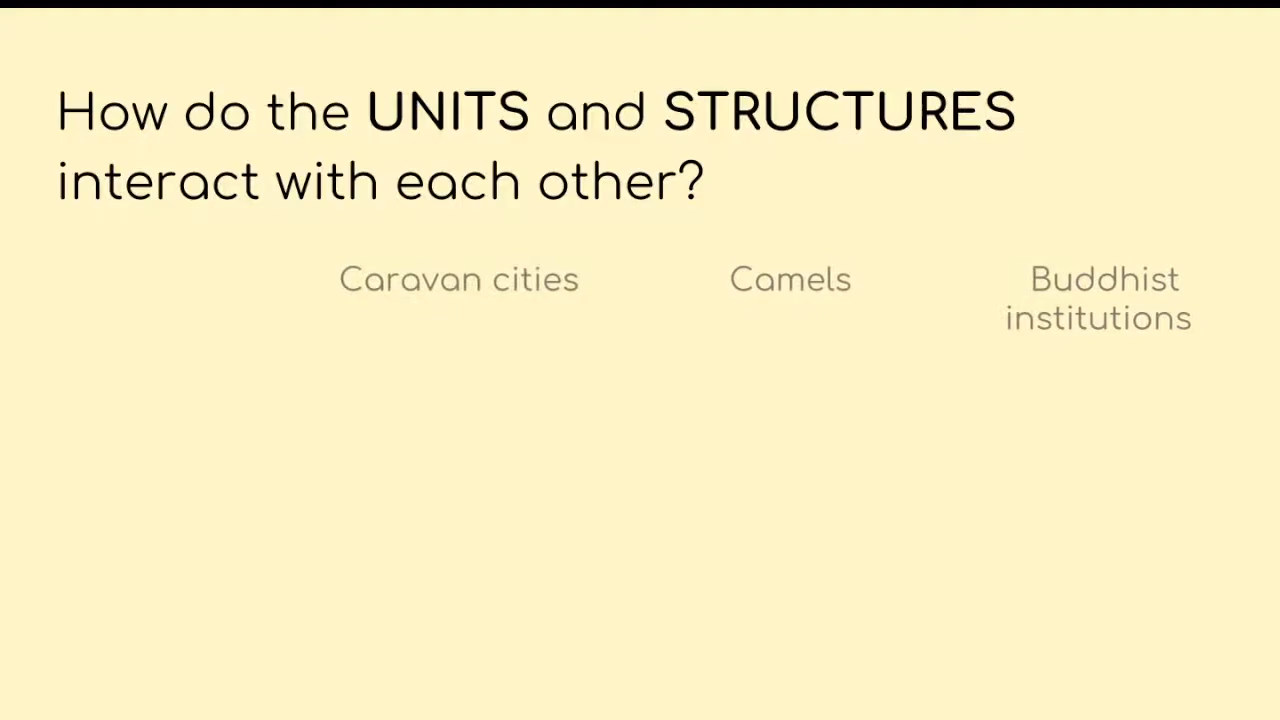 How do the UNITS and STRUCTURES
interact with each other?
Caravan cities
Camels
Buddhist
institutions